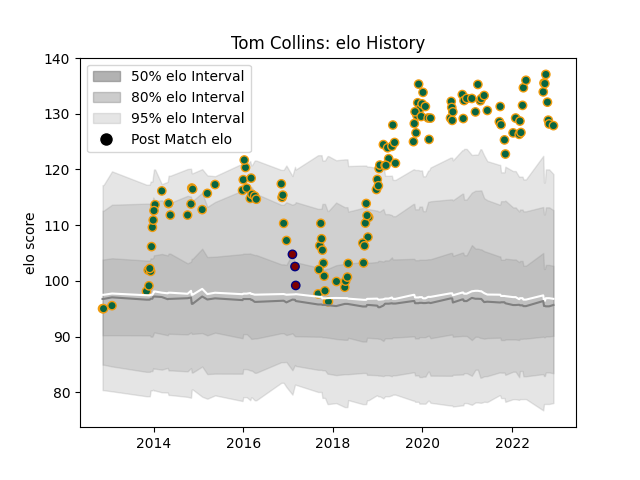 Tom Collins: elo History
50% elo Interval
80% elo Interval
95% elo Interval
Post Match elo
elo score
140
130
120
110
100
90
80
2014
2016
2018
2020
2022